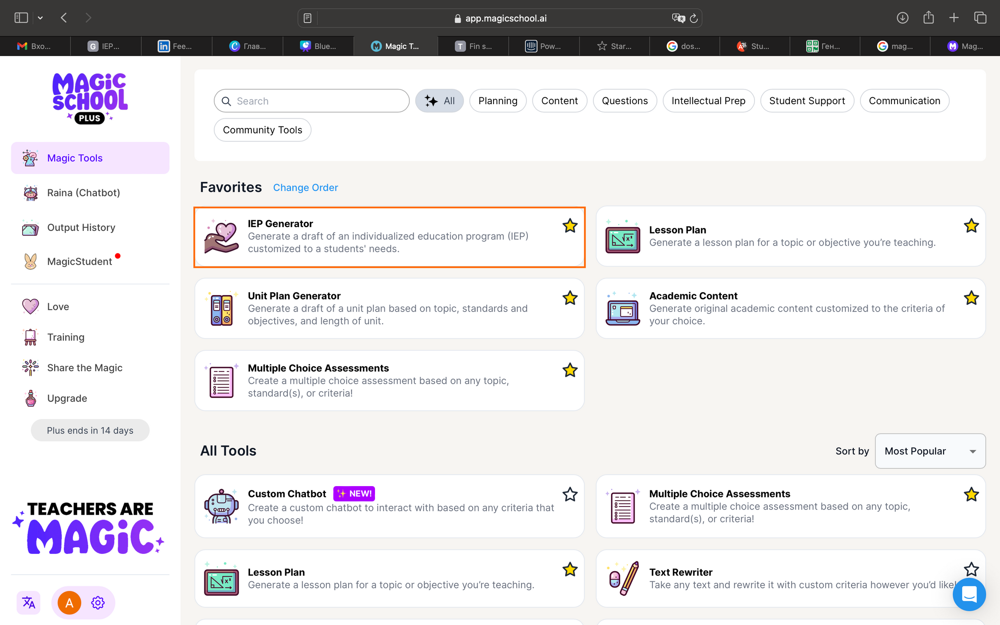 app.magicschool.ai
Вхо...
G IEP...
in Fee...
Глав...
Blue...
Magic T...
T Fin s...
Pow...
Star...
dos...
Stu...
Ген...
mag...
Mag...
MAGIC
SCHOOL
PLUS
Magic Tools
Raina (Chatbot)
Output History
MagicStudent
Love
Training
Share the Magic
Upgrade
Plus ends in 14 days
TEACHERS ARE
MAGIC
A
Search
All
Planning
Content
Questions
Intellectual Prep
Student Support
Communication
Community Tools
Favorites
Change Order
IEP Generator
Generate a draft of an individualized education program (IEP)
customized to a students' needs.
Lesson Plan
Generate a lesson plan for a topic or objective you’re teaching.
Unit Plan Generator
Generate a draft of a unit plan based on topic, standards and
objectives, and length of unit.
Academic Content
Generate original academic content customized to the criteria of
your choice.
Multiple Choice Assessments
Create a multiple choice assessment based on any topic,
standard(s), or criteria!
All Tools
Sort by
Most Popular
Custom Chatbot
NEW!
Create a custom chatbot to interact with based on any criteria that
you choose!
Multiple Choice Assessments
Create a multiple choice assessment based on any topic,
standard(s), or criteria!
Lesson Plan
Generate a lesson plan for a topic or objective you’re teaching.
Text Rewriter
Take any text and rewrite it with custom criteria however you’d like!